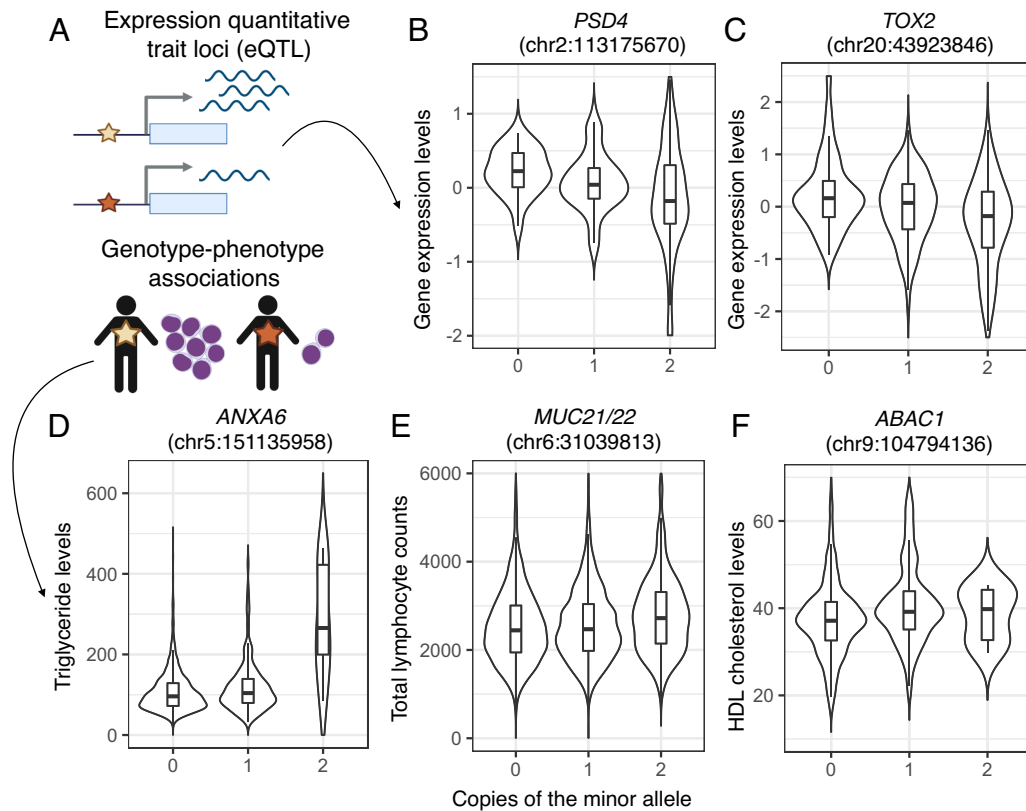 A
Expression quantitative
trait loci (eQTL)
Genotype-phenotype
associations
B
PSD4
(chr2:113175670)
Gene expression levels
1
0
-1
-2
0
1
2
C
TOX2
(chr20:43923846)
Gene expression levels
2
1
0
-1
-2
0
1
2
D
ANXA6
(chr5:151135958)
Triglyceride levels
600
400
200
0
0
1
2
E
MUC21/22
(chr6:31039813)
Total lymphocyte counts
6000
4000
2000
0
0
1
2
Copies of the minor allele
F
ABAC1
(chr9:104794136)
HDL cholesterol levels
60
40
20
0
1
2